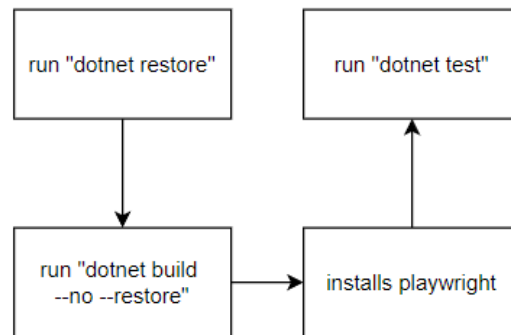 run "dotnet restore"
run "dotnet build
--no --restore"
installs playwright
run "dotnet test"